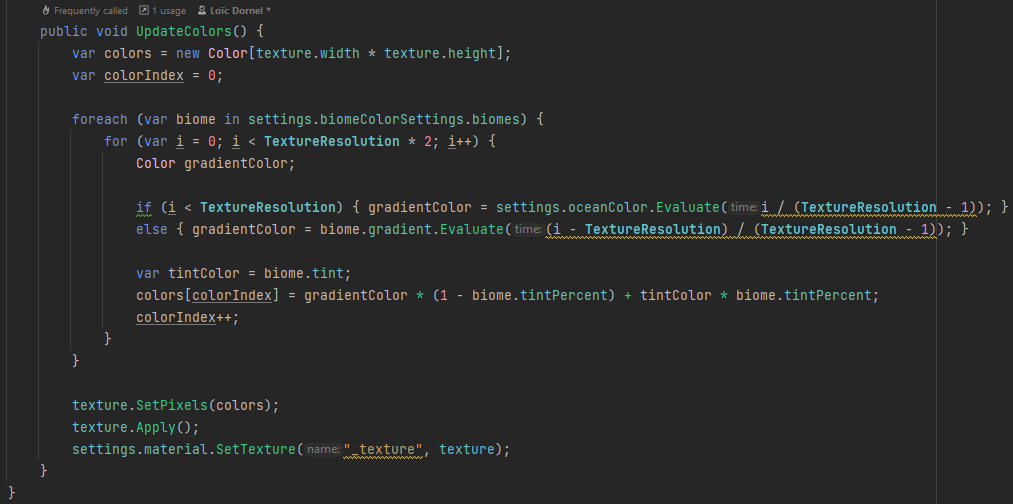 Frequently called 1 usage Loïc Dornel *
public void UpdateColors() {
var colors = new Color[texture.width * texture.height];
var colorIndex = 0;
foreach (var biome in settings.biomeColorSettings.biomes) {
for (var i = 0; i < TextureResolution * 2; i++) {
Color gradientColor;
if (i < TextureResolution) { gradientColor = settings.oceanColor.Evaluate( time: i / (TextureResolution - 1)); }
else { gradientColor = biome.gradient.Evaluate( time: (i - TextureResolution) / (TextureResolution - 1)); }
var tintColor = biome.tint;
colors[colorIndex] = gradientColor * (1 - biome.tintPercent) + tintColor * biome.tintPercent;
colorIndex++;
}
}
texture.SetPixels(colors);
texture.Apply();
settings.material.SetTexture( name: "_texture", texture);
}
}